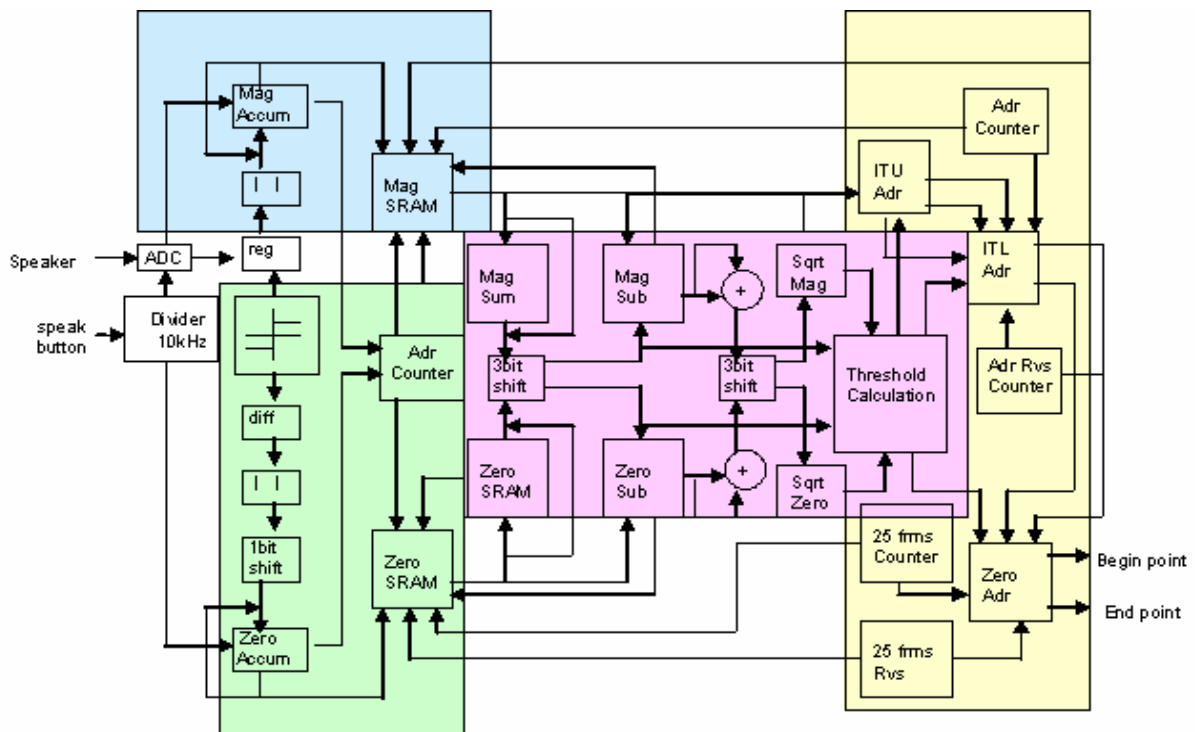 Mag
Accum
Adr
Counter
ITU
Adr
Mag
SRAM
Speaker
ADC
reg
ITL
Adr
Mag
Sum
Mag
Sub
+
Sqrt
Mag
speak
button
Divider
10kHz
Adr
Counter
3bit
shift
3bit
shift
Threshold
Calculation
Adr Rvs
Counter
diff
Zero
SRAM
Zero
Sub
+
Sqrt
Zero
1bit
shift
Zero
SRAM
25 frms
Counter
Zero
Adr
Begin point
End point
Zero
Accum
25 frms
Rvs